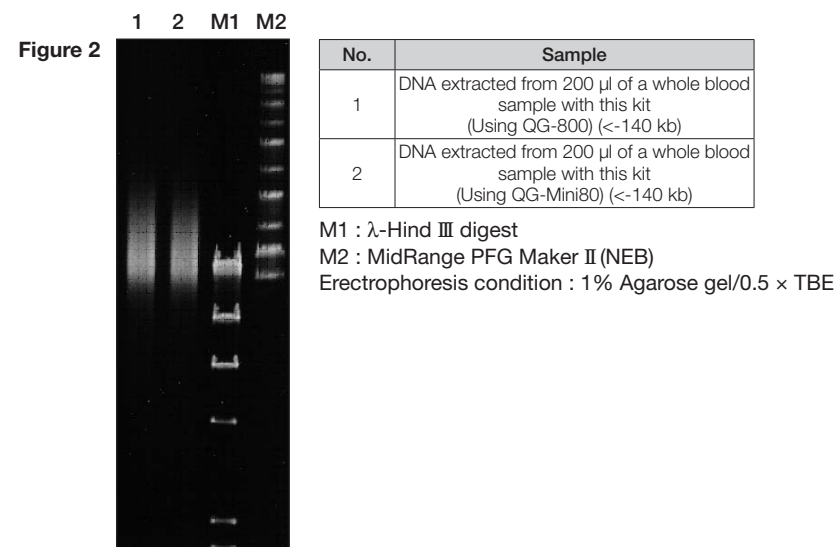 1 2 M1 M2
Figure 2
No. Sample
1 DNA extracted from 200 µl of a whole blood
sample with this kit
(Using QG-800) (<-140 kb)
2 DNA extracted from 200 µl of a whole blood
sample with this kit
(Using QG-Mini80) (<-140 kb)
M1 : λ-Hind Ⅲ digest
M2 : MidRange PFG Maker Ⅱ (NEB)
Erectrophoresis condition : 1% Agarose gel/0.5 × TBE